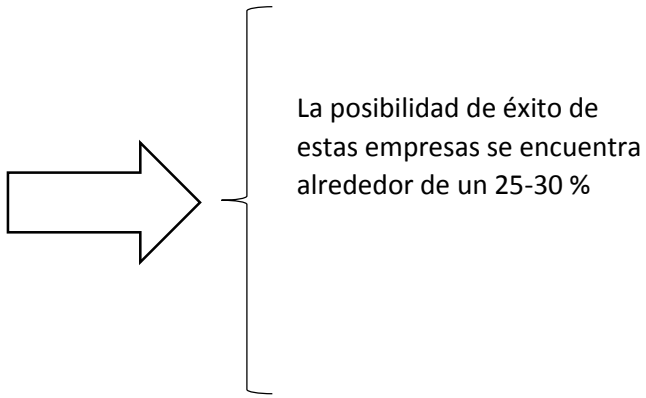 La posibilidad de éxito de
estas empresas se encuentra
alrededor de un 25-30 %